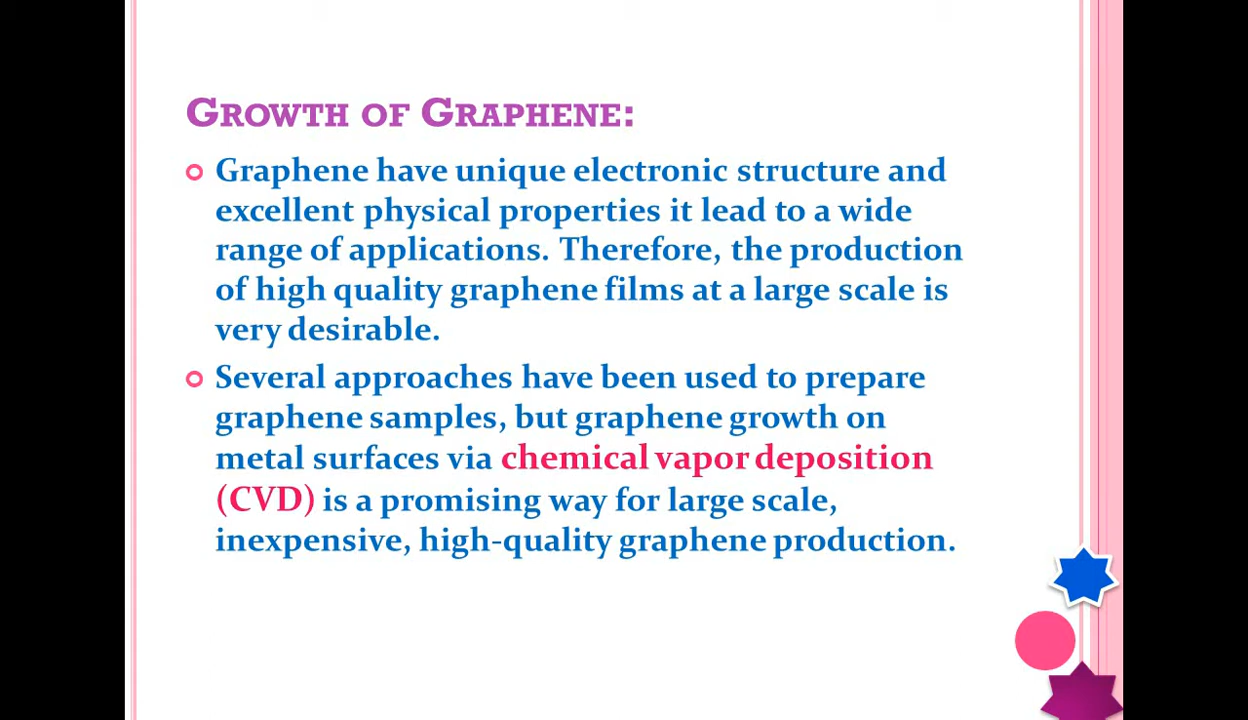 GROWTH OF GRAPHENE:
Graphene have unique electronic structure and
excellent physical properties it lead to a wide
range of applications. Therefore, the production
of high quality graphene films at a large scale is
very desirable.
Several approaches have been used to prepare
graphene samples, but graphene growth on
metal surfaces via chemical vapor deposition
(CVD) is a promising way for large scale,
inexpensive, high-quality graphene production.